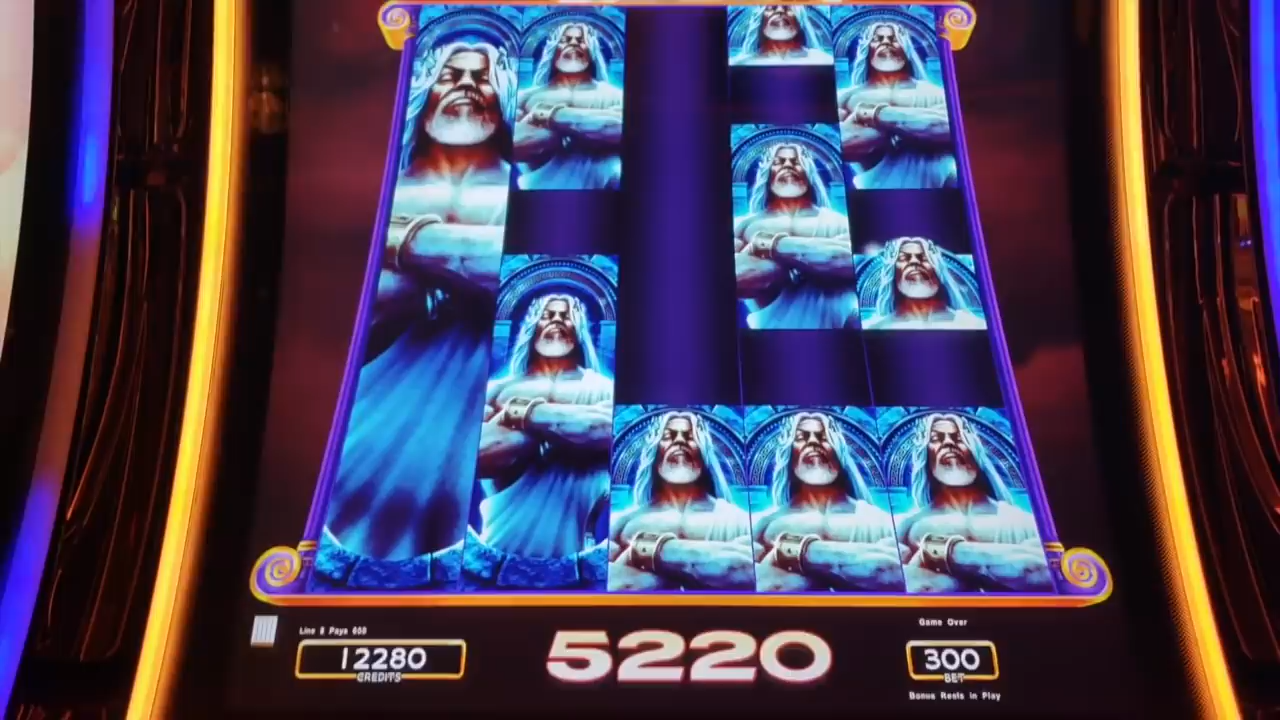 Line 8 Pays 600
12280
CREDITS
5220
Game Over
300
BET
Bonus Reels in Play